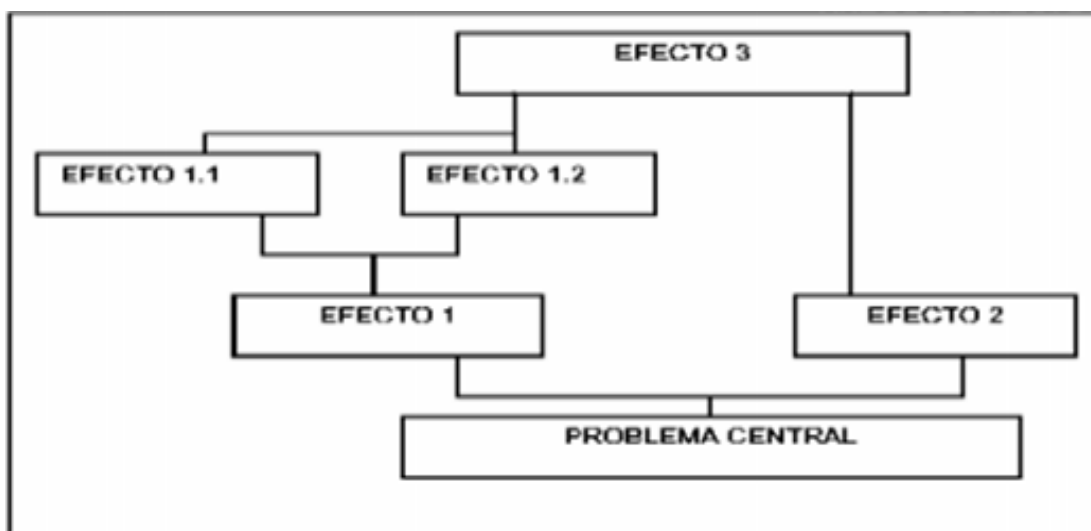 EFECTO 3
EFECTO 1.1
EFECTO 1.2
EFECTO 1
EFECTO 2
PROBLEMA CENTRAL